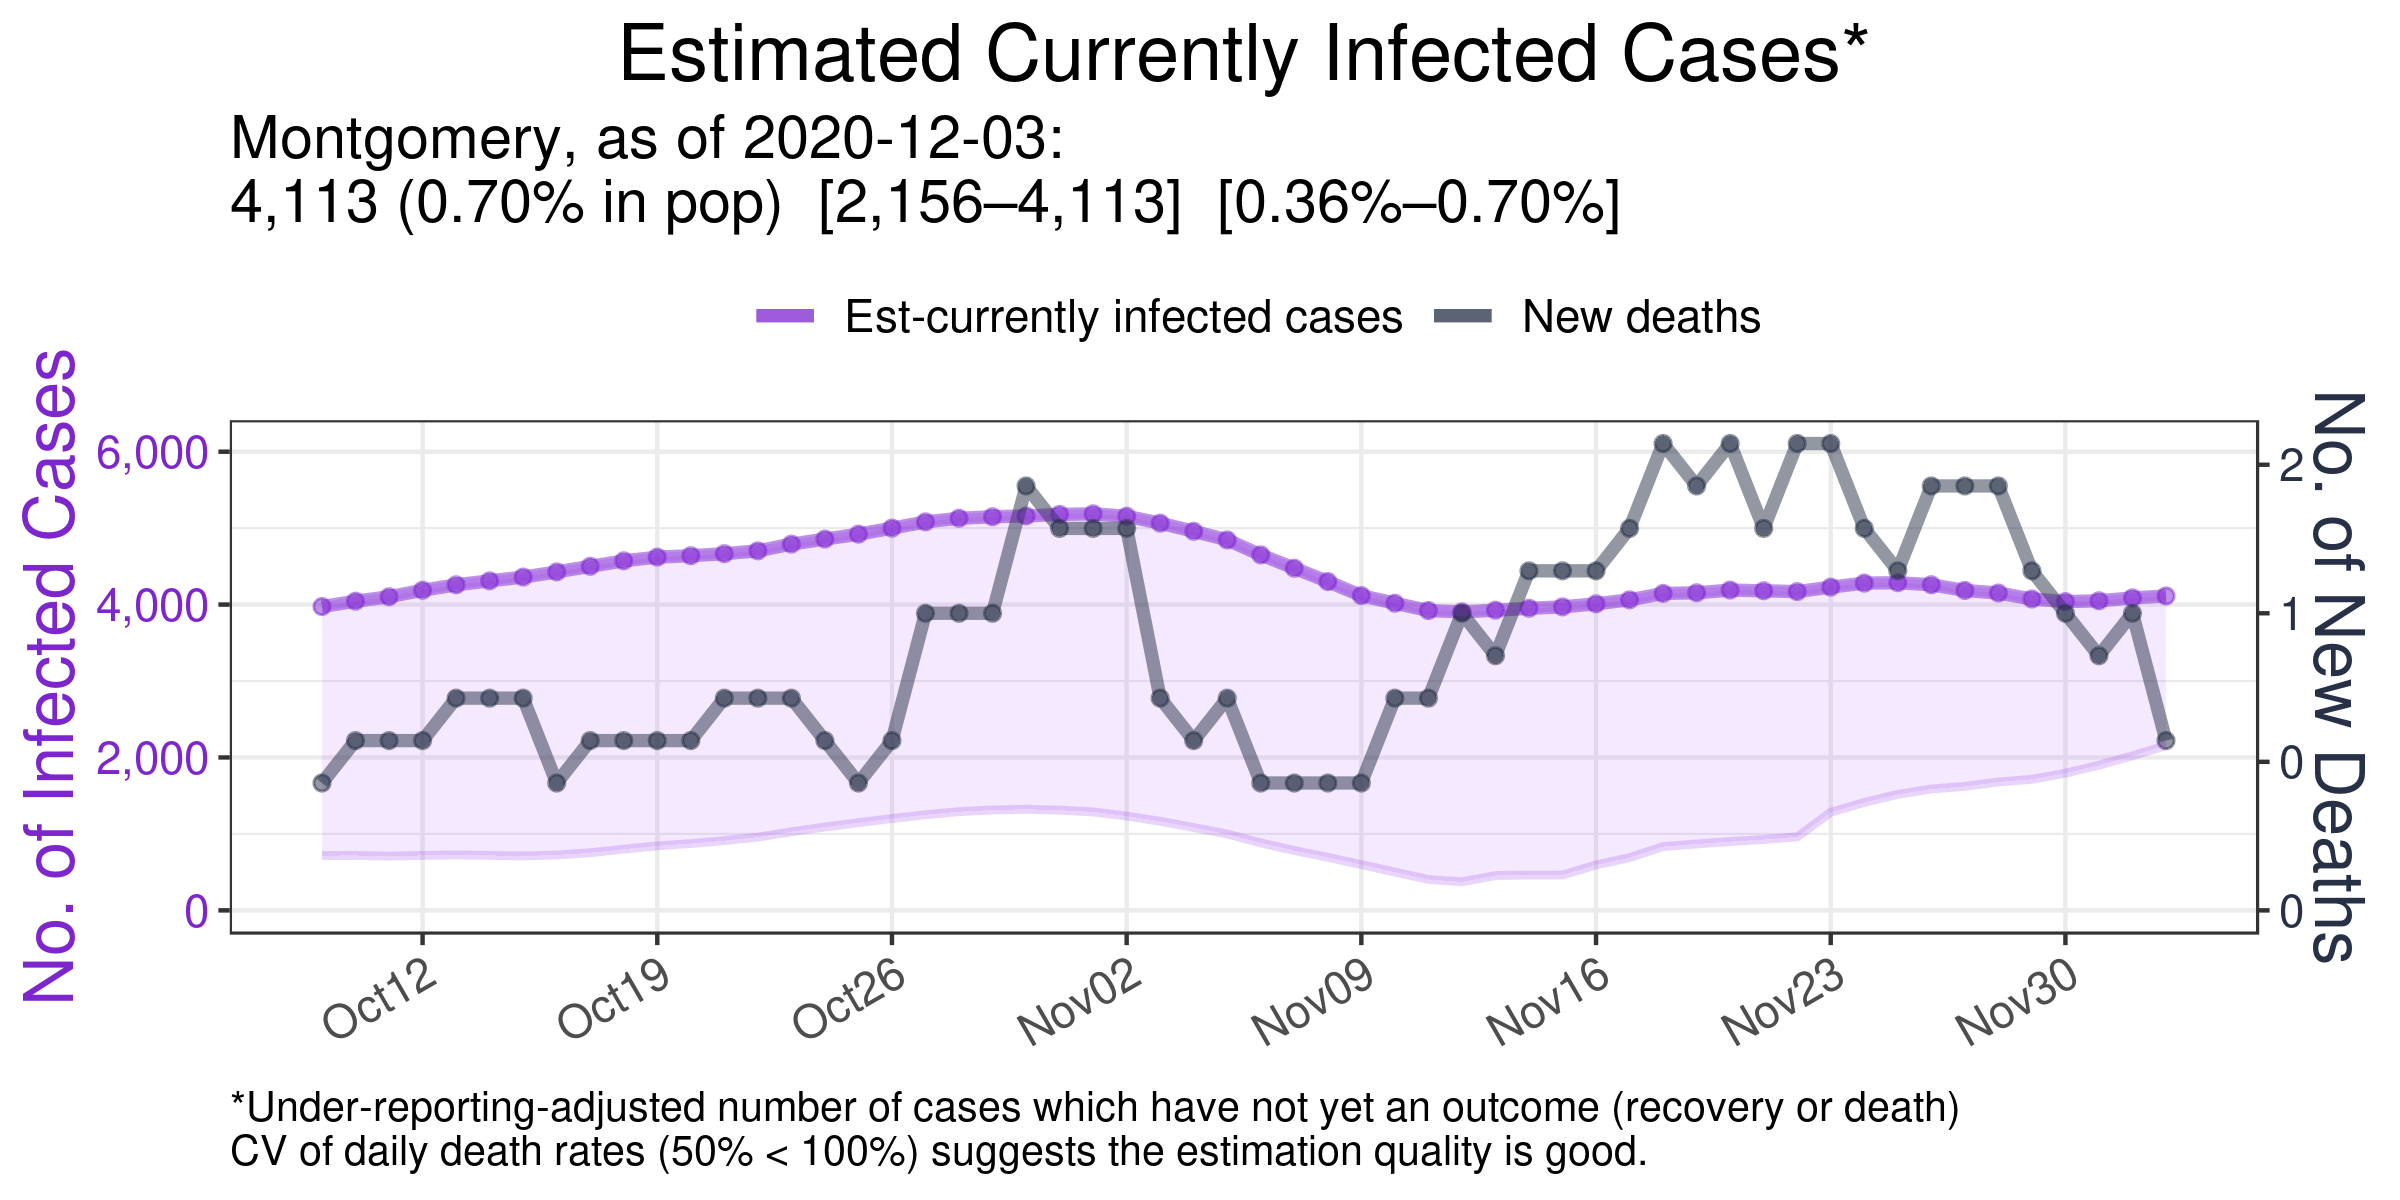 Estimated Currently Infected Cases*
Montgomery, as of 2020-12-03:
4,113 (0.70% in pop)  [2,156–4,113]  [0.36%–0.70%]
Est-currently infected cases
New deaths
No. of Infected Cases
6,000
4,000
2,000
0
2
1
0
0
No. of New Deaths
Oct12
Oct19
Oct26
Nov02
Nov09
Nov16
Nov23
Nov30
*Under-reporting-adjusted number of cases which have not yet an outcome (recovery or death)
CV of daily death rates (50% < 100%) suggests the estimation quality is good.